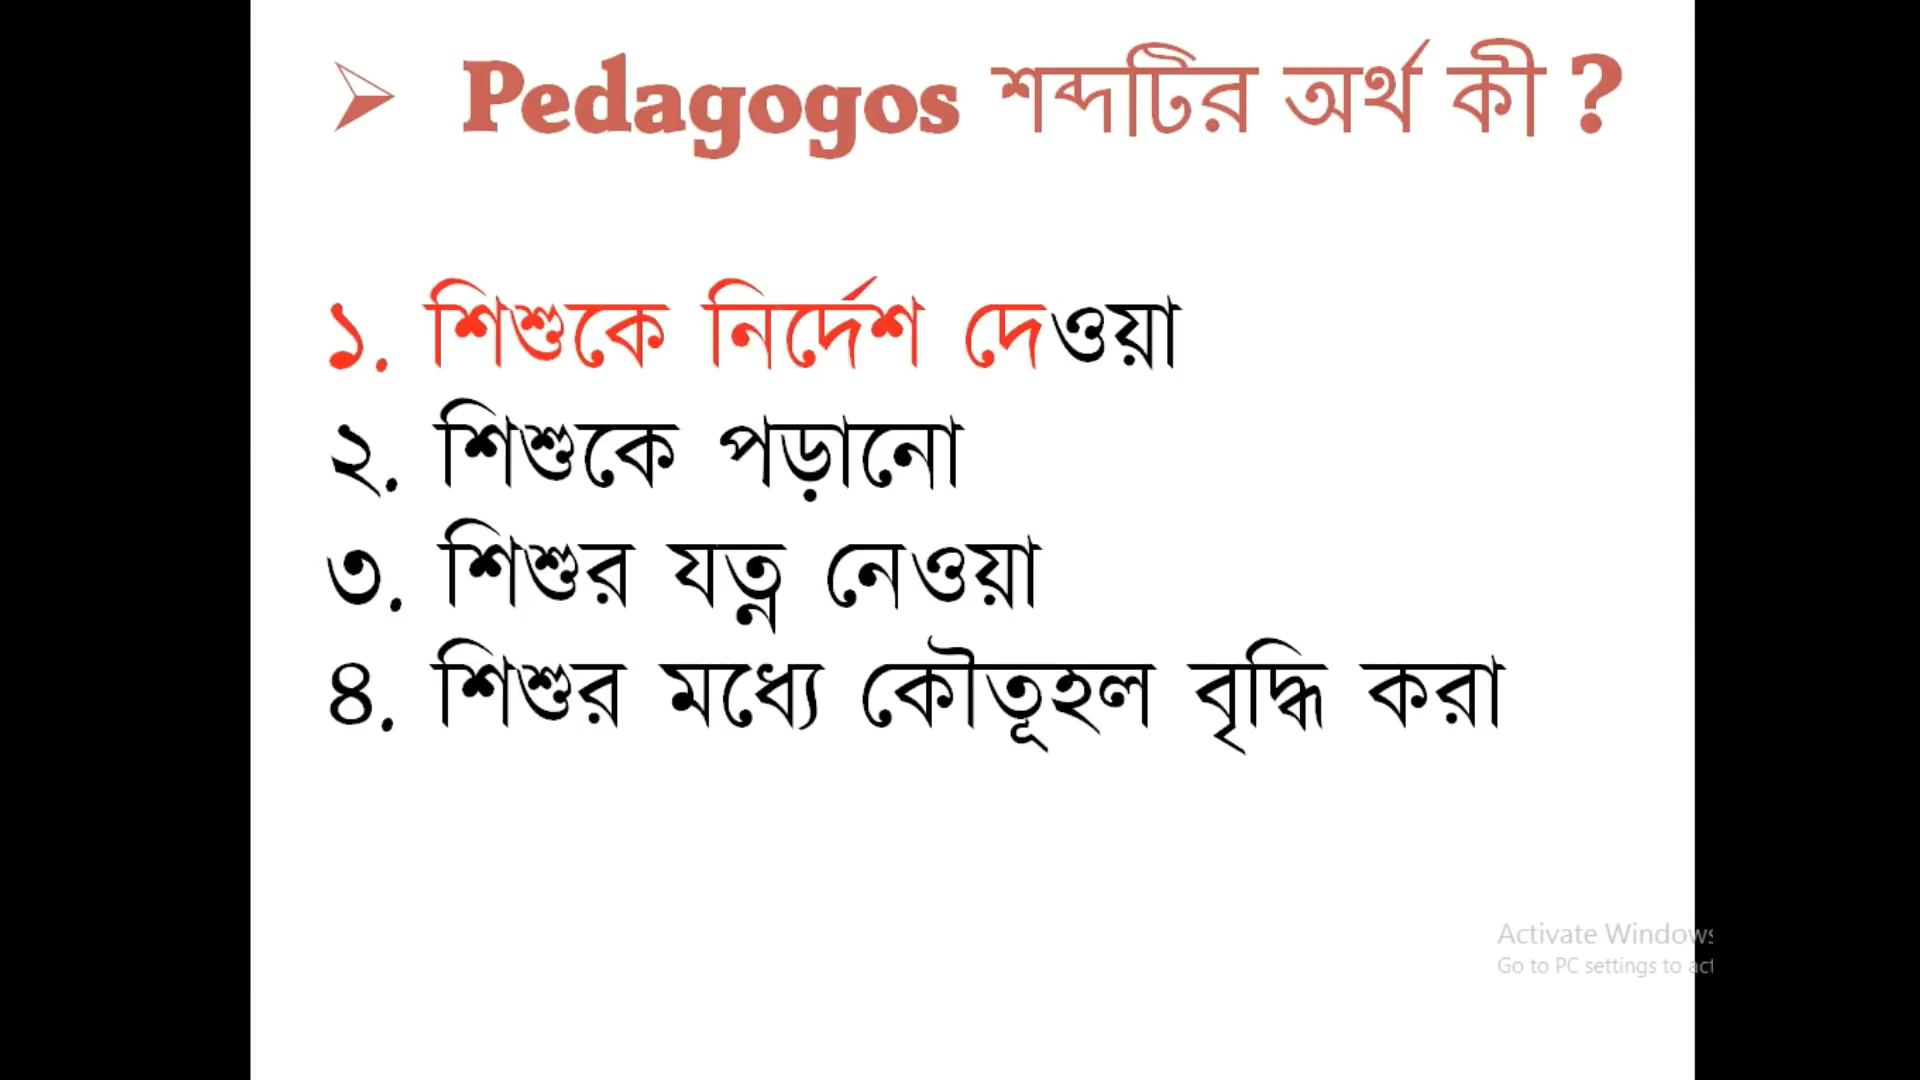 ➢ Pedagogos শব্দটির অর্থ কী ?
১. শিশুকে নির্দেশ দেওয়া
২. শিশুকে পড়ানো
৩. শিশুর যত্ন নেওয়া
৪. শিশুর মধ্যে কৌতূহল বৃদ্ধি করা
Activate Windows
Go to PC settings to act